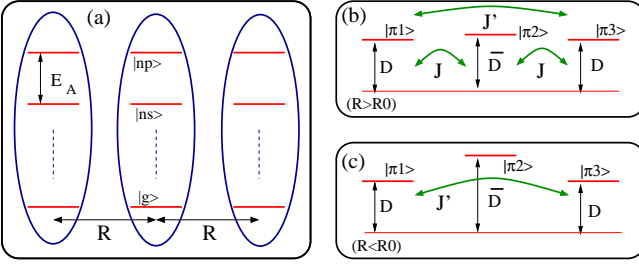 (a)
|np>
E A
|ns>
|g>
R R
(b)
J'
|π1> |π2> |π3>
D J D̅ J D
(R>R0)
(c)
|π1> |π2> |π3>
D J' D̅ D
(R<R0)